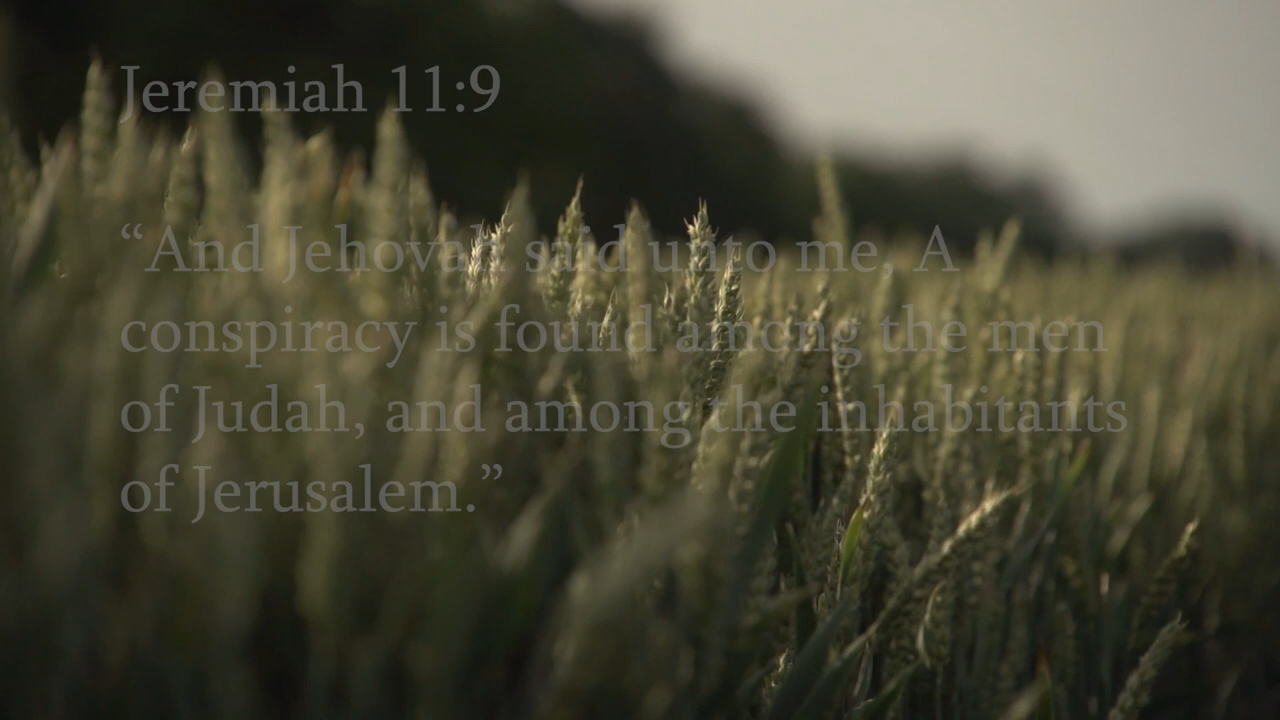 Jeremiah 11:9
“And Jehovah said unto me, A
conspiracy is found among the men
of Judah, and among the inhabitants
of Jerusalem.”